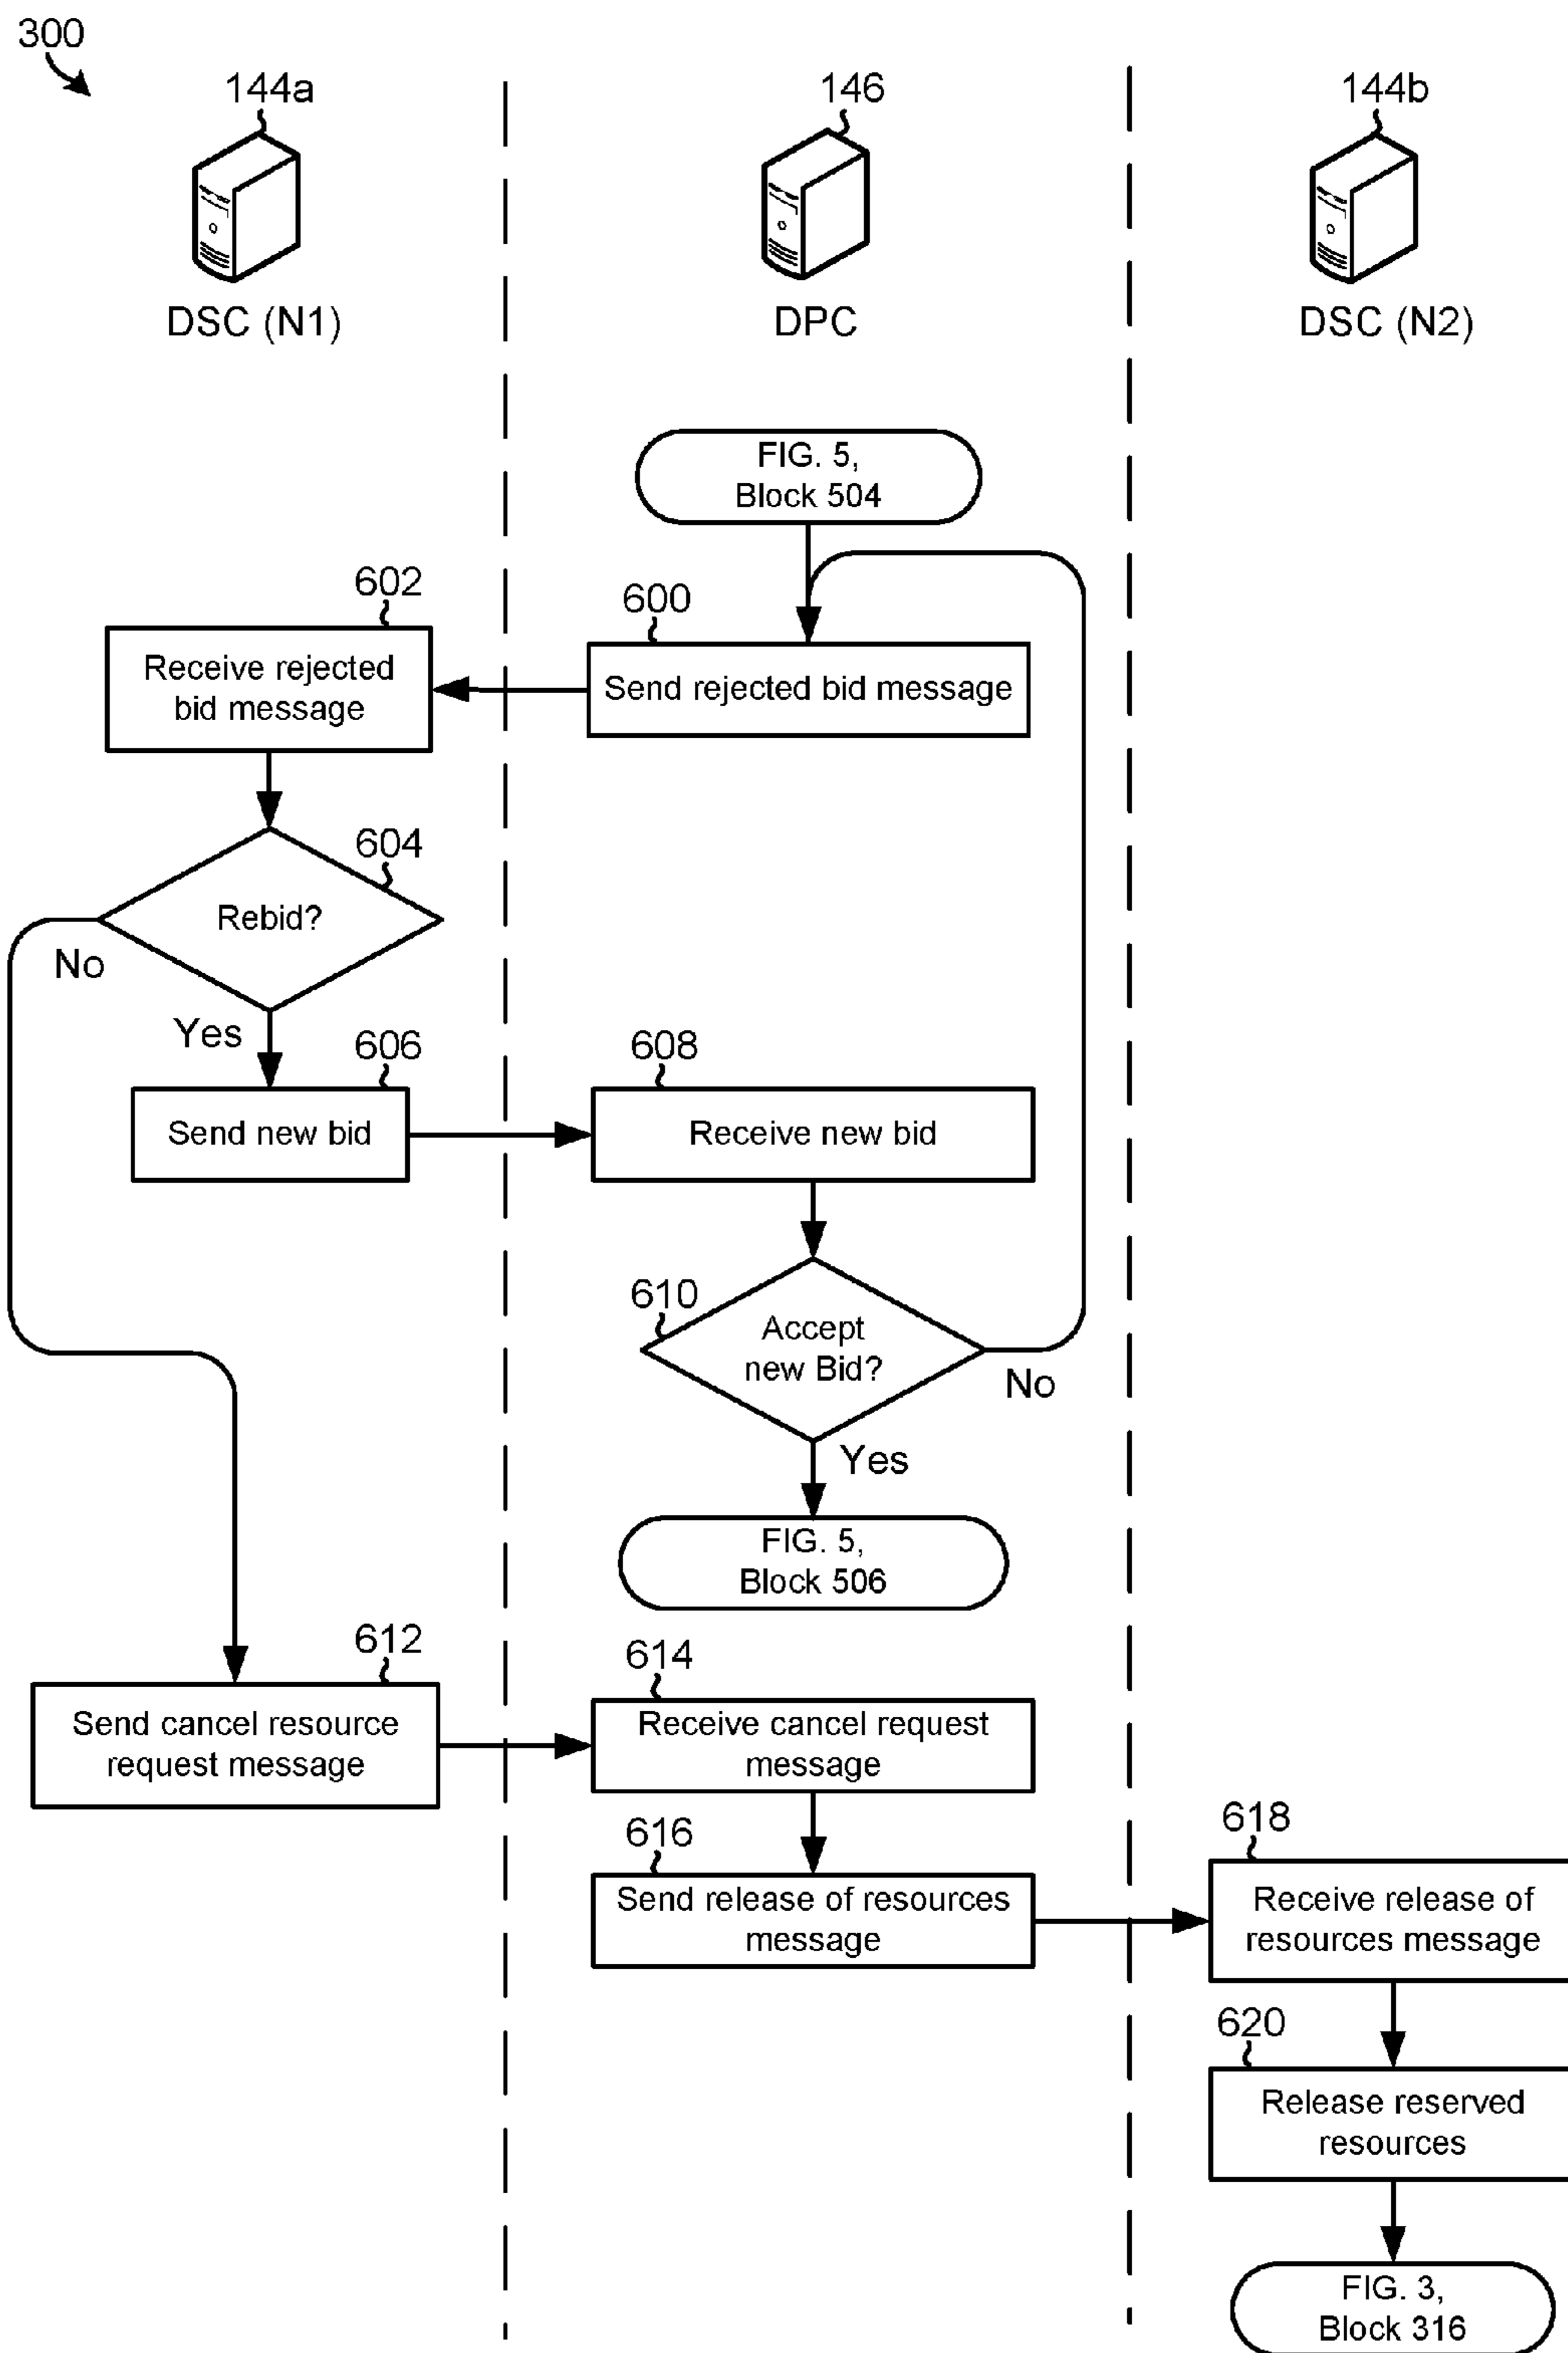 300
144a
146
144b
DSC (N1)
DPC
DSC (N2)
FIG. 5,
Block 504
602
600
Receive rejected
bid message
Send rejected bid message
604
Rebid?
No
Yes
606
608
Send new bid
Receive new bid
610
Accept
new Bid?
No
Yes
FIG. 5,
Block 506
612
614
Send cancel resource
request message
Receive cancel request
message
616
618
Send release of resources
message
Receive release of
resources message
620
Release reserved
resources
FIG. 3,
Block 316